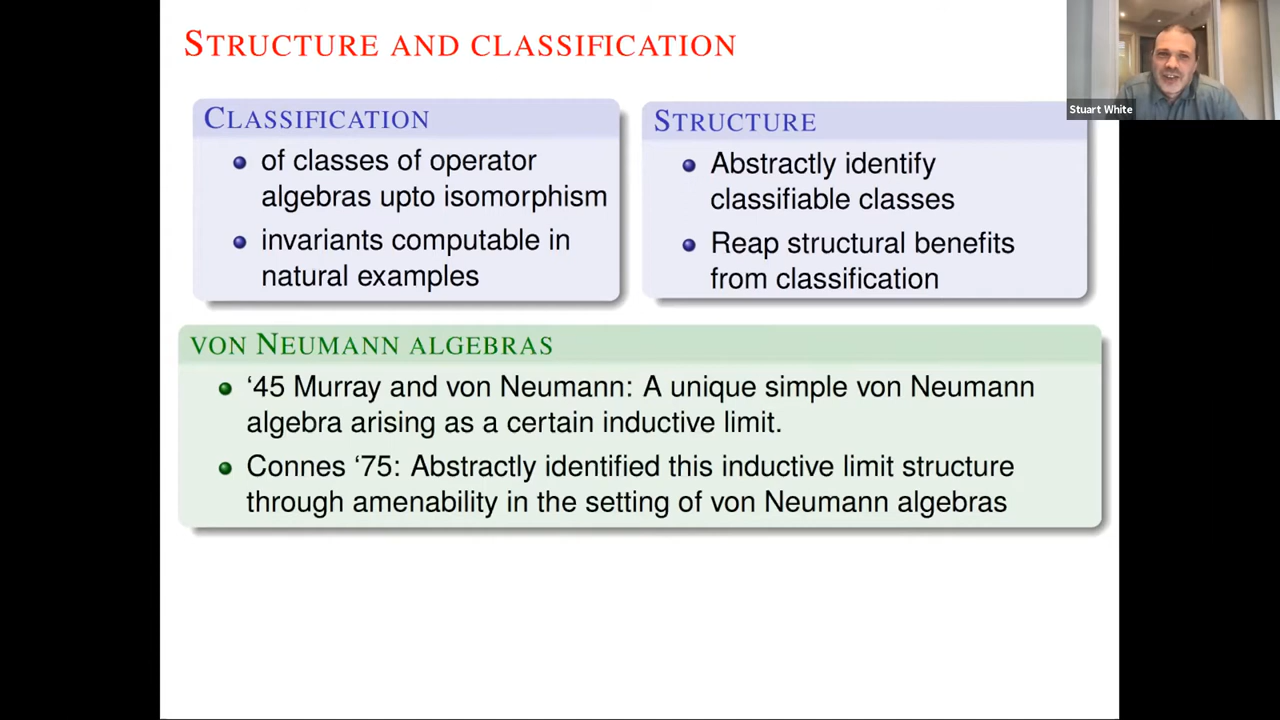 STRUCTURE AND CLASSIFICATION
Stuart White
CLASSIFICATION
of classes of operator
algebras upto isomorphism
invariants computable in
natural examples
STRUCTURE
Abstractly identify
classifiable classes
Reap structural benefits
from classification
VON NEUMANN ALGEBRAS
‘45 Murray and von Neumann: A unique simple von Neumann
algebra arising as a certain inductive limit.
Connes ‘75: Abstractly identified this inductive limit structure
through amenability in the setting of von Neumann algebras